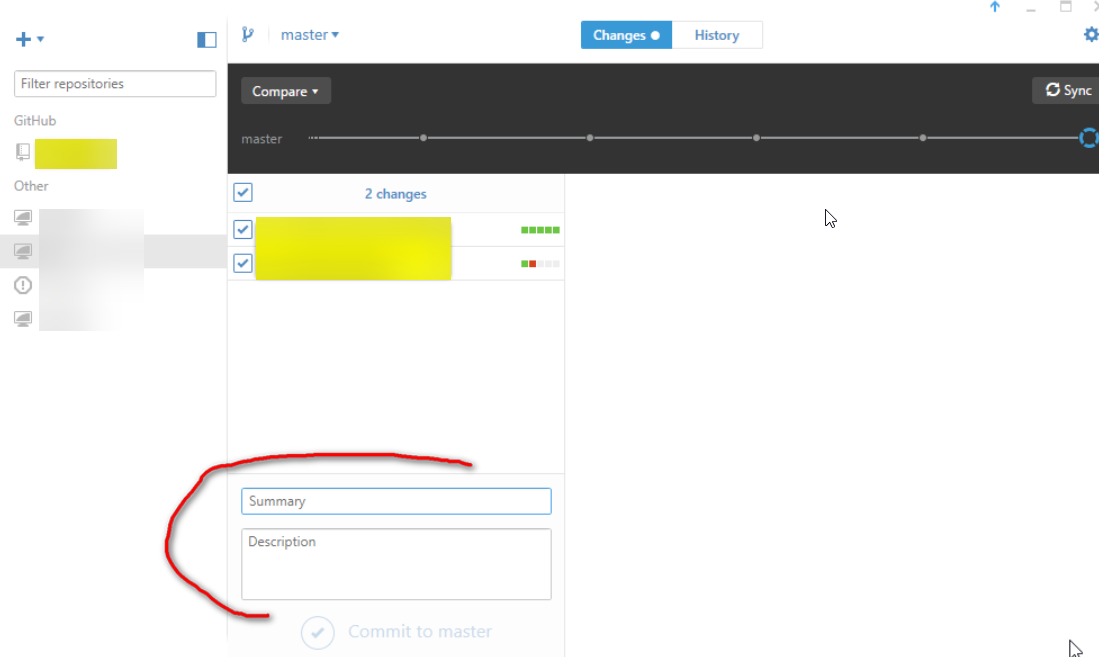 master
Changes
History
Filter repositories
Compare
Sync
GitHub
master
Other
2 changes
Summary
Description
Commit to master